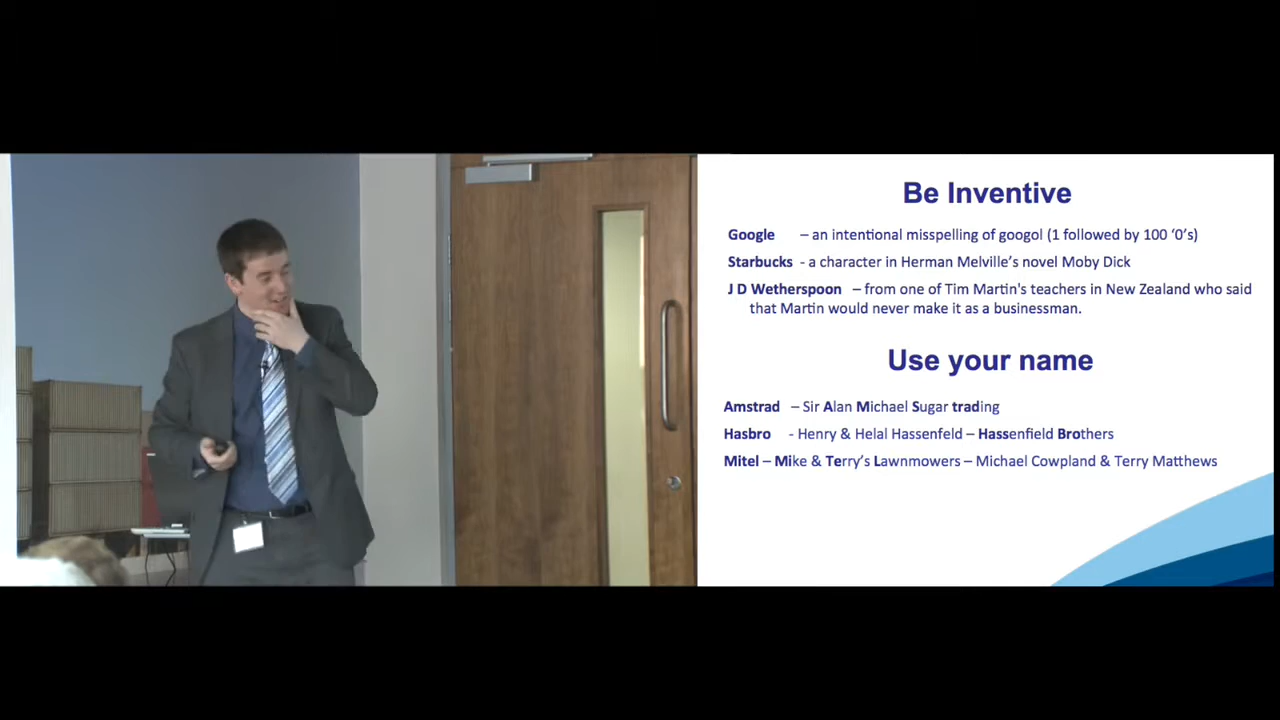 Be Inventive
Google – an intentional misspelling of googol (1 followed by 100 ‘0’s)
Starbucks - a character in Herman Melville’s novel Moby Dick
J D Wetherspoon – from one of Tim Martin's teachers in New Zealand who said
that Martin would never make it as a businessman.
Use your name
Amstrad – Sir Alan Michael Sugar trading
Hasbro - Henry & Helal Hassenfeld – Hassenfield Brothers
Mitel – Mike & Terry’s Lawnmowers – Michael Cowpland & Terry Matthews